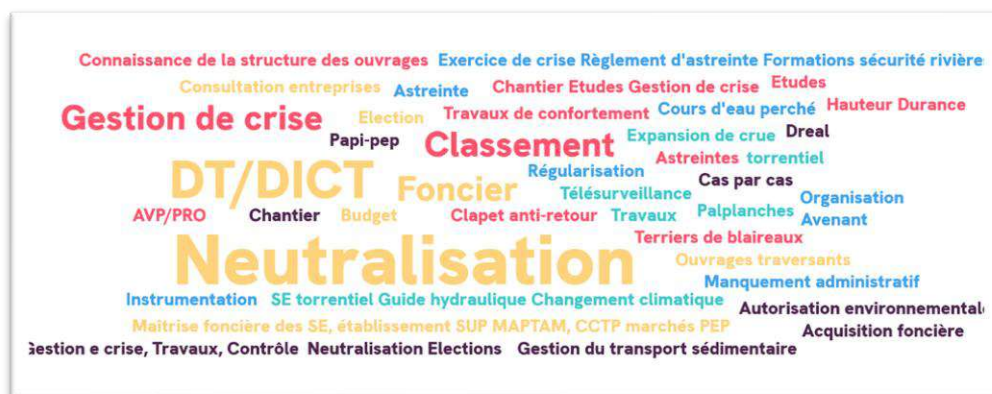 Connaissance de la structure des ouvrages Exercice de crise Règlement d'astreinte Formations sécurité rivière
Consultation entreprises Astreinte Chantier Etudes Gestion de crise Etudes
Gestion de crise Election Travaux de confortement Cours d'eau perché Hauteur Durance
Papi-pep Classement Expansion de crue Dreal
Astreintes torrentiel
DT/DICT Foncier Régularisation Télésurveillance Cas par cas
Organisation
AVP/PRO Chantier Budget Clapet anti-retour Travaux Palplanches Avenant
Neutralisation Terriers de blaireaux
Ouvrages traversants
Manquement administratif
Instrumentation SE torrentiel Guide hydraulique Changement climatique Autorisation environnemental
Maîtrise foncière des SE, établissement SUP MAPTAM, CCTP marchés PEP Acquisition foncière
Gestion e crise, Travaux, Contrôle Neutralisation Elections Gestion du transport sédimentaire